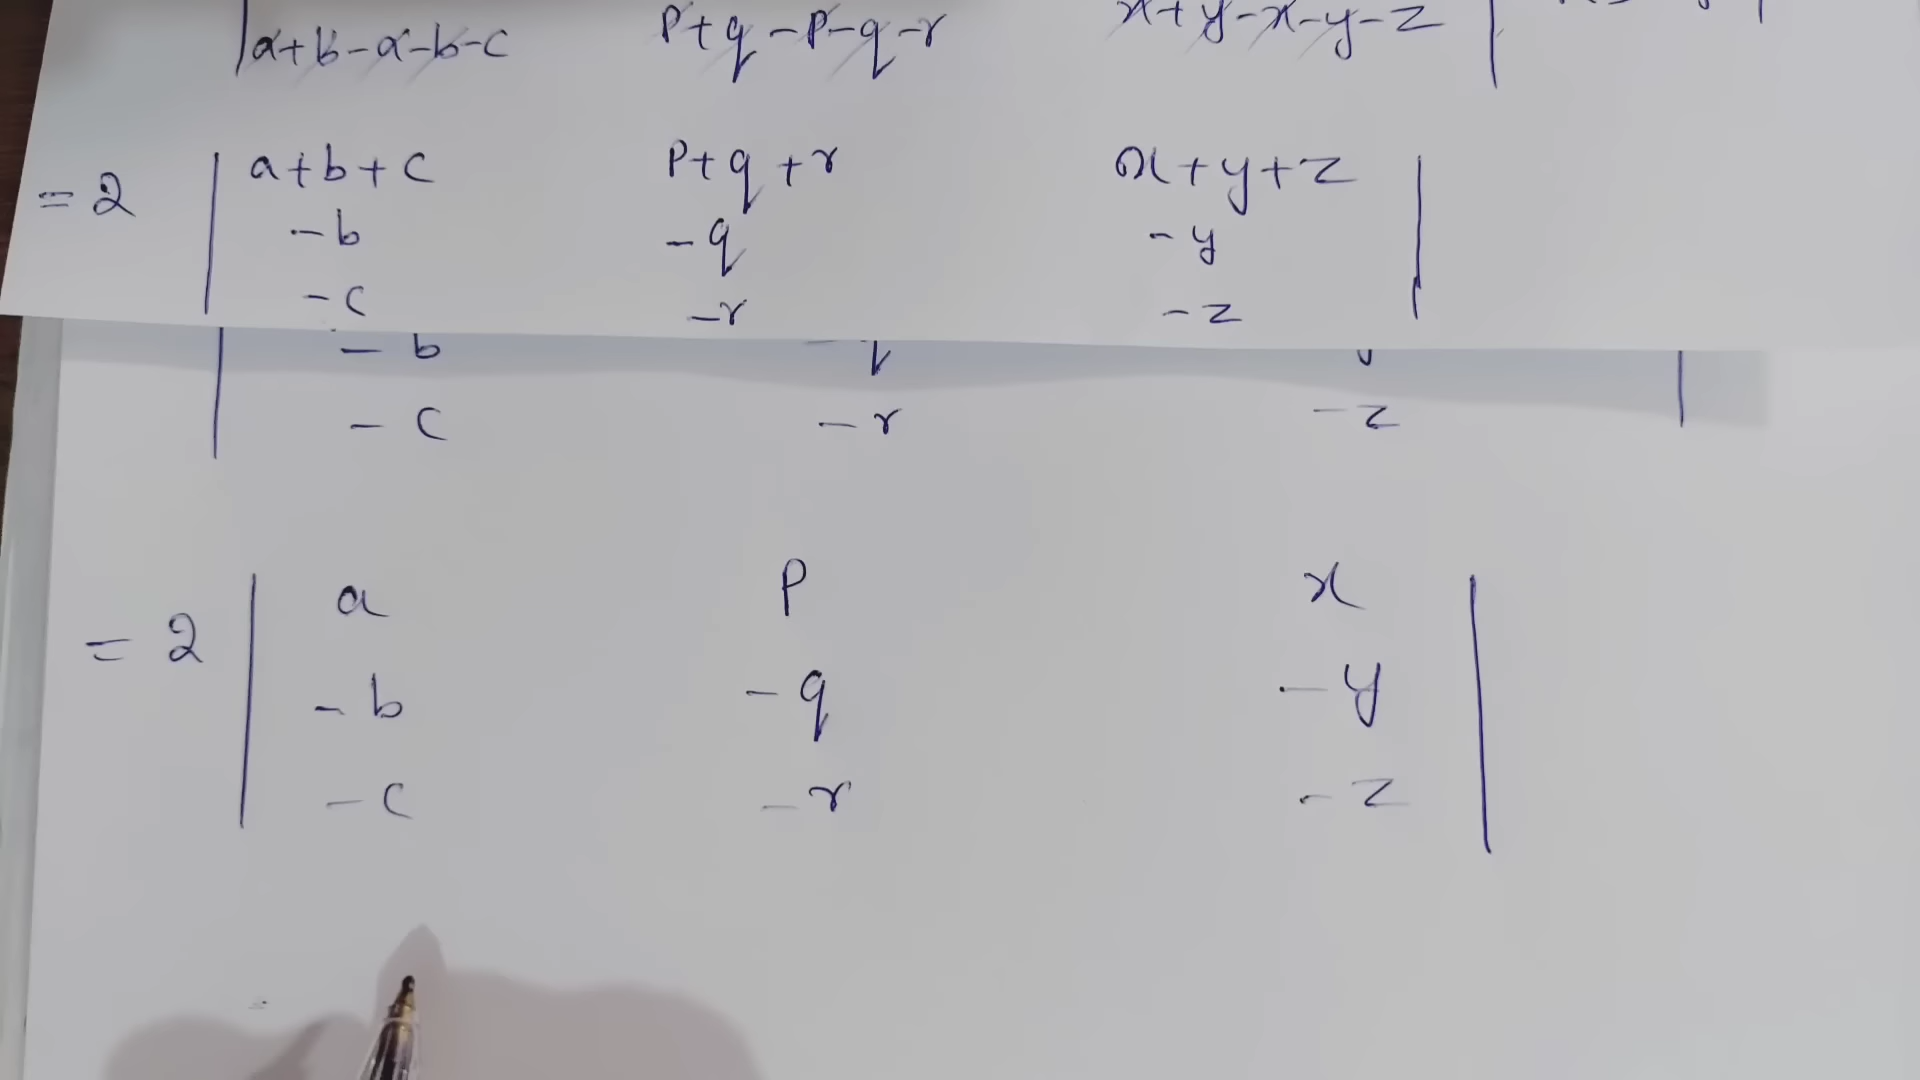 |a+b-a-b-c p+q-p-q-r x+y-x-y-z|
= 2 | a+b+c p+q+r x+y+z |
-b -q -y
-c -r -z
| - b |
- c - r - z
= 2 | a p x |
- b - q - y
- c - r - z